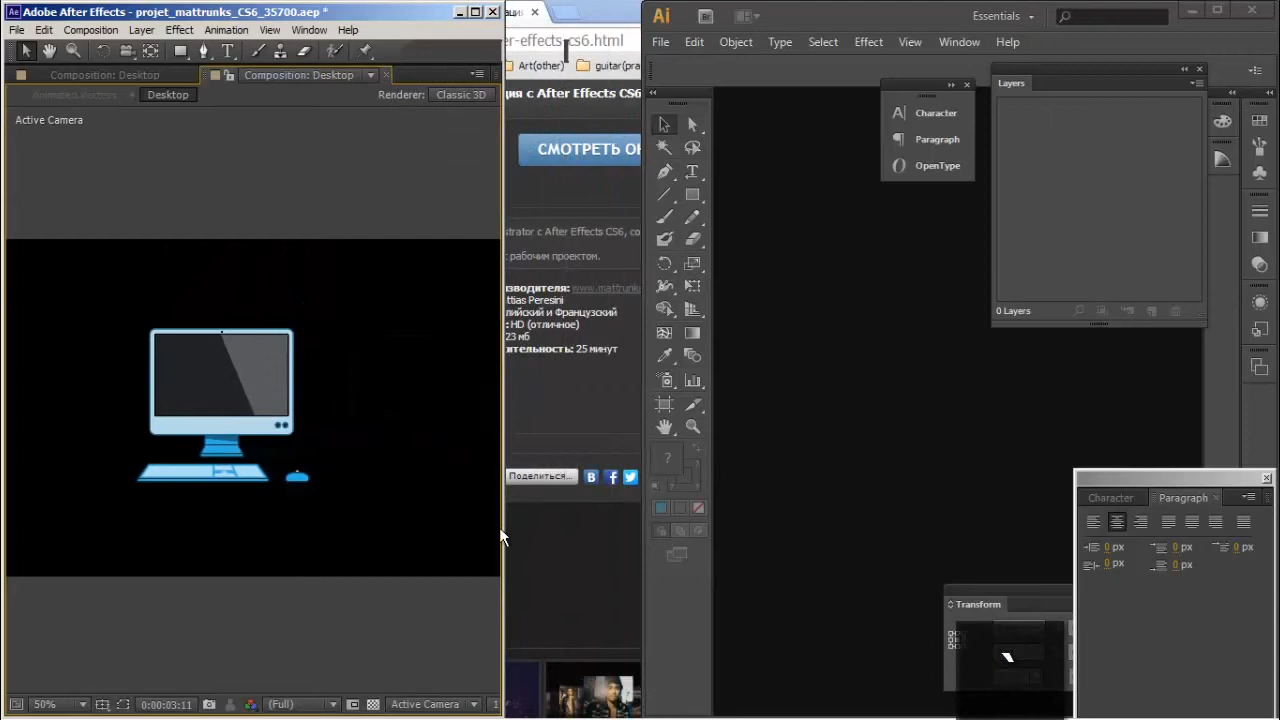 Adobe After Effects - projet_mattrunks_CS6_35700.aep *
File Edit Composition Layer Effect Animation View Window Help
Composition: Desktop
Composition: Desktop
Desktop
Renderer: Classic 3D
Active Camera
50%
0:00:03:11
(Full)
Active Camera
1
er-effects-cs6.html
Art(other)
guitar(pra
ция с After Effects CS6
СМОТРЕТЬ ОН
strator с After Effects CS6, со
с рабочим проектом.
изводителя: www.mattrunk
ttias Peresini
лийский и Французский
: HD (отличное)
23 мб
ительность: 25 минут
Поделиться…
Ai
Br
Essentials
File Edit Object Type Select Effect View Window Help
Character
Paragraph
OpenType
Layers
0 Layers
Transform
Character
Paragraph
0 px
0 px
0 px
0 px
0 px